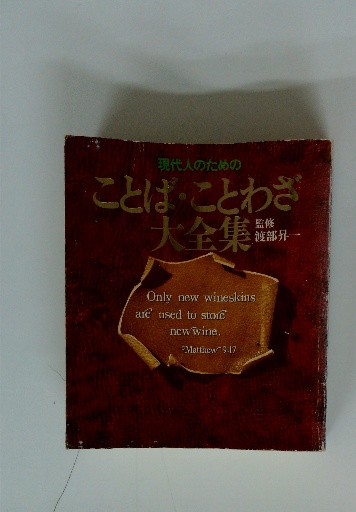 現代人のための
ことば・ことわざ
大全集
監修
渡部昇一
Only new wineskins
are used to store
new wine.
"Matthew" 9.17